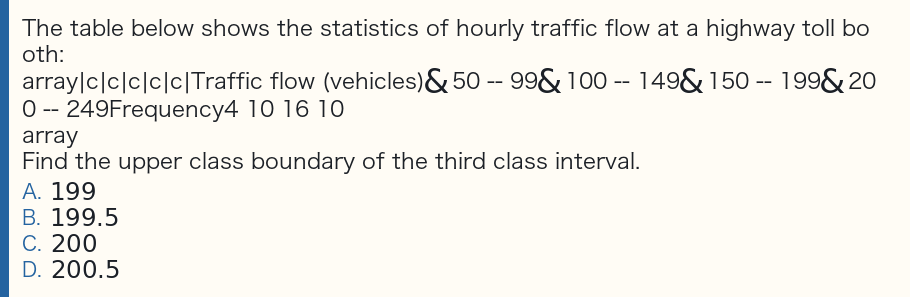 The table below shows the statistics of hourly traffic flow at a highway toll bo
oth:
array|c|c|c|c|c|Traffic flow (vehicles)& 50 -- 99& 100 -- 149& 150 -- 199& 20
0 -- 249Frequency4 10 16 10
array
Find the upper class boundary of the third class interval.
A. 199
B. 199.5
C. 200
D. 200.5